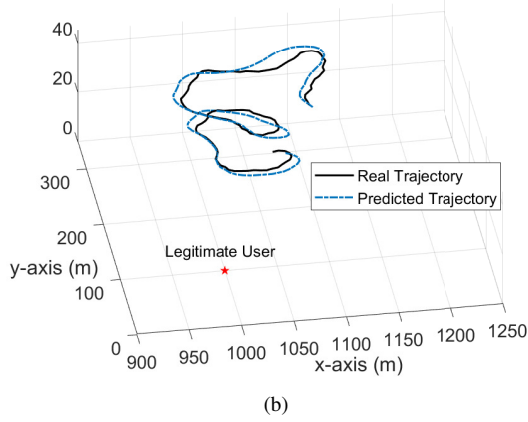 40
20
0
300
200
100
0
Real Trajectory
Predicted Trajectory
Legitimate User
y-axis (m)
900
950
1000
1050
1100
1150
1200
1250
x-axis (m)
(b)